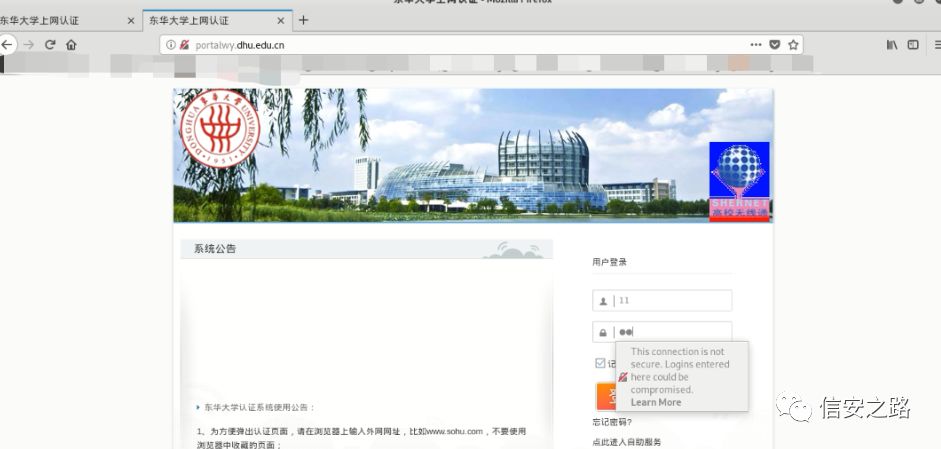 东华大学上网认证 - Mozilla Firefox
东华大学上网认证
东华大学上网认证
portalwy.dhu.edu.cn
DONGHUA UNIVERSITY
1951
SHERNET
高校无线通
系统公告
用户登录
11
记
This connection is not
secure. Logins entered
here could be
compromised.
Learn More
登
忘记密码?
点此进入自助服务
东华大学认证系统使用公告:
1、为方便弹出认证页面,请在浏览器上输入外网网址,比如www.sohu.com,不要使用
浏览器中收藏的页面;
信安之路